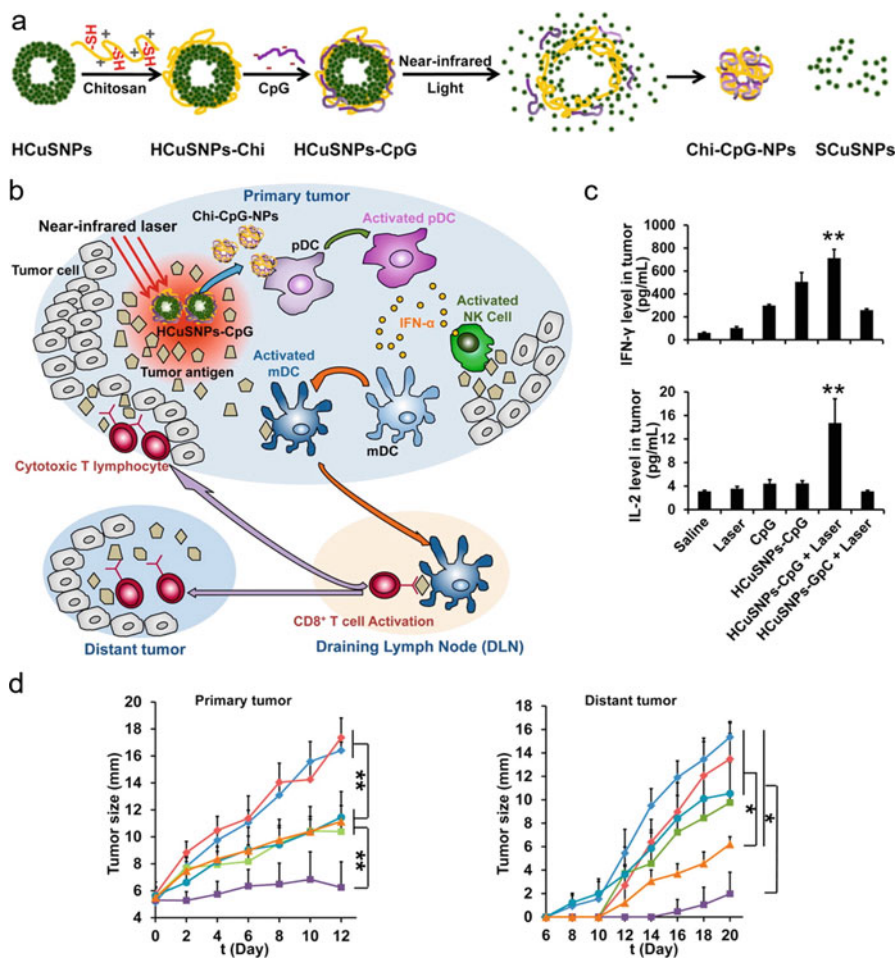 a
-SH
+
+
HS-
-SH
+
Chitosan
CpG
Near-infrared
Light
HCuSNPs
HCuSNPs-Chi
HCuSNPs-CpG
Chi-CpG-NPs
SCuSNPs
b
Primary tumor
Near-infrared laser
Chi-CpG-NPs
Activated pDC
pDC
Tumor cell
HCuSNPs-CpG
Tumor antigen
IFN-α
Activated
NK Cell
Activated
mDC
mDC
Cytotoxic T lymphocyte
CD8⁺ T cell Activation
Distant tumor
Draining Lymph Node (DLN)
c
IFN-γ level in tumor
(pg/mL)
1000
800
600
400
200
0
**
IL-2 level in tumor
(pg/mL)
20
16
12
8
4
0
**
Saline
Laser
CpG
HCuSNPs-CpG
HCuSNPs-CpG + Laser
HCuSNPs-GpC + Laser
d
Primary tumor
Tumor size (mm)
20
18
16
14
12
10
8
6
4
0 2 4 6 8 10 12
t (Day)
**
**
Distant tumor
Tumor size (mm)
18
16
14
12
10
8
6
4
2
0
6 8 10 12 14 16 18 20
t (Day)
*
*